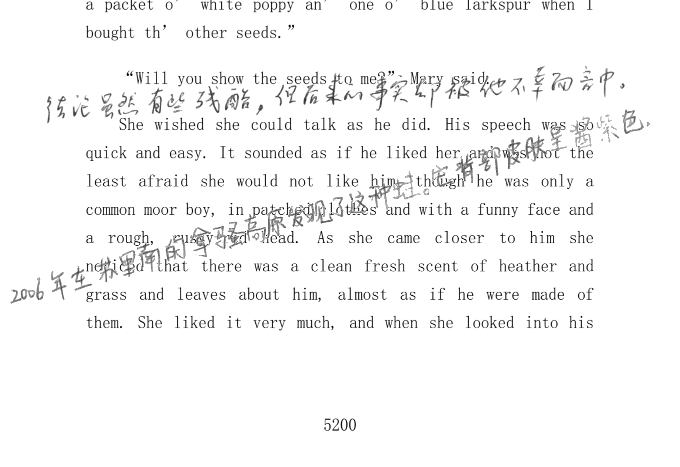 a packet o’ white poppy an’ one o’ blue larkspur when I
bought th’ other seeds.”
“Will you show the seeds to me?” Mary said.
结论虽然有些残酷，但后来的事实却被他不幸而言中。
She wished she could talk as he did. His speech was so
quick and easy. It sounded as if he liked her and was not the
least afraid she would not like him, though he was only a
common moor boy, in patched clothes and with a funny face and
a rough, rusty-red head. As she came closer to him she
noticed that there was a clean fresh scent of heather and
grass and leaves about him, almost as if he were made of
them. She liked it very much, and when she looked into his
2006年在苏里南的拿骚高原发现了这种蛙。它背部皮肤呈酱紫色.
5200